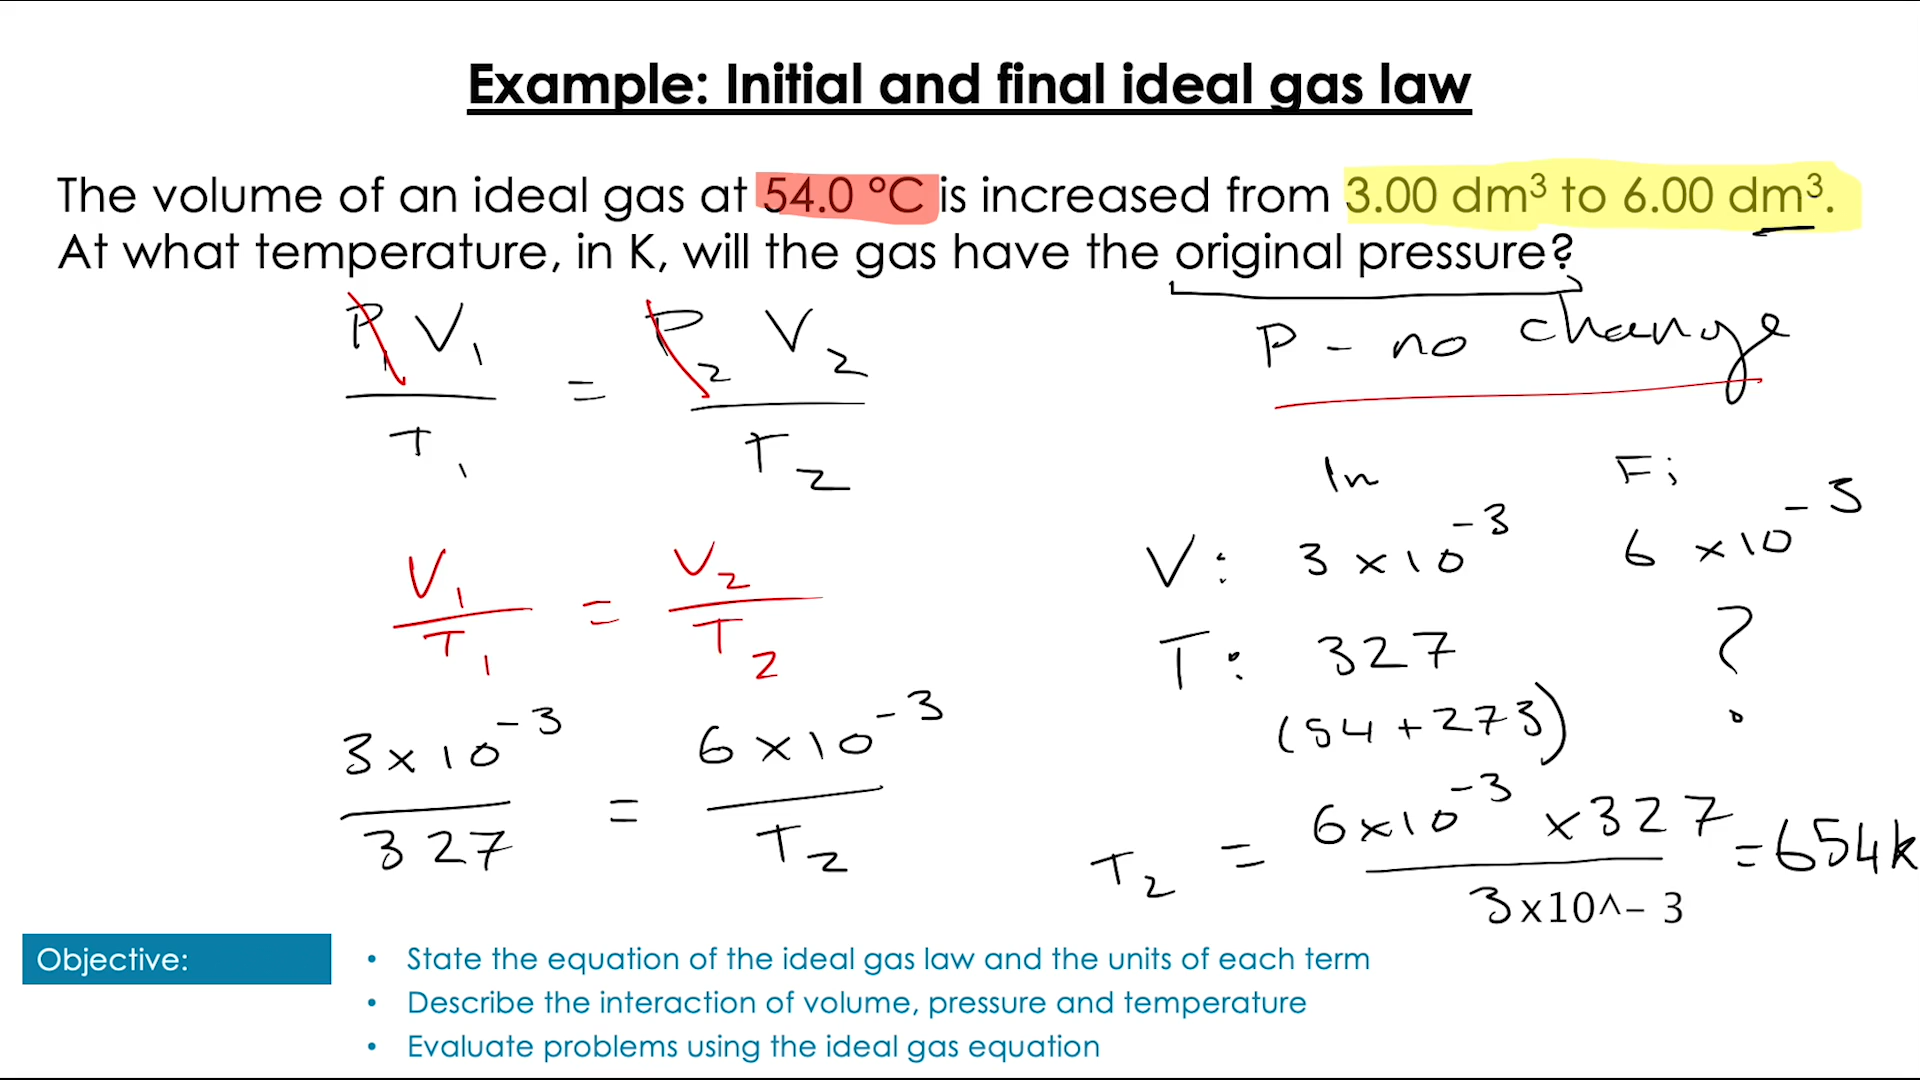 Example: Initial and final ideal gas law
The volume of an ideal gas at 54.0 °C is increased from 3.00 dm³ to 6.00 dm³.
At what temperature, in K, will the gas have the original pressure?
P₁ V₁ / T₁ = P₂ V₂ / T₂
P - no change
In Fi
V: 3 x 10⁻³ 6 x 10⁻³
V₁ / T₁ = V₂ / T₂
T: 327 ?
(54 + 273)
3 x 10⁻³ / 327 = 6 x 10⁻³ / T₂
T₂ = 6x10⁻³ x 327 / 3x10^- 3 = 654k
Objective:
• State the equation of the ideal gas law and the units of each term
• Describe the interaction of volume, pressure and temperature
• Evaluate problems using the ideal gas equation